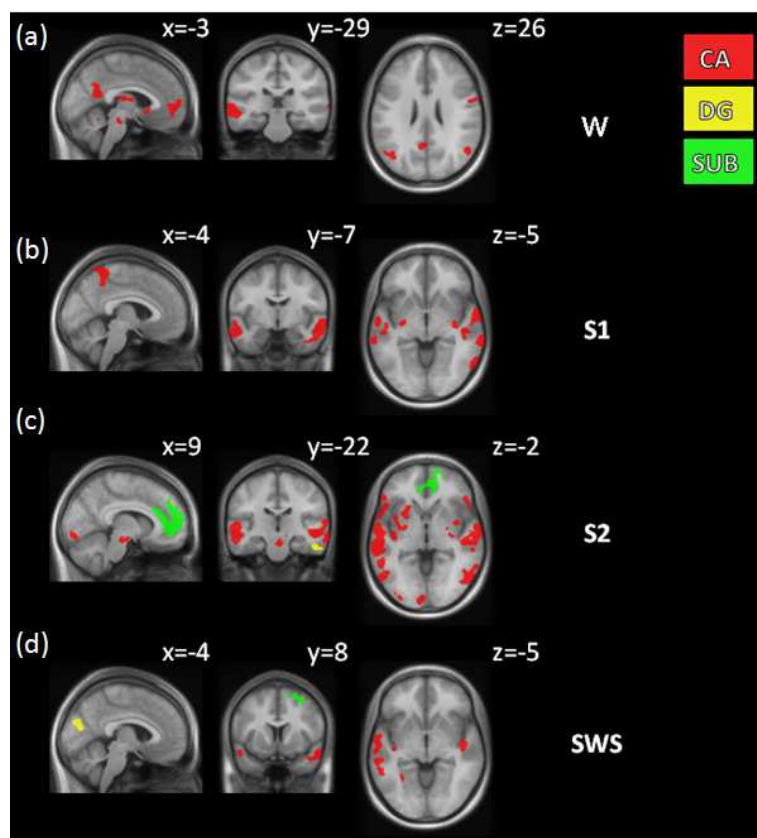 (a) x=-3 y=-29 z=26
CA
DG
SUB
W
(b) x=-4 y=-7 z=-5
S1
(c) x=9 y=-22 z=-2
S2
(d) x=-4 y=8 z=-5
SWS